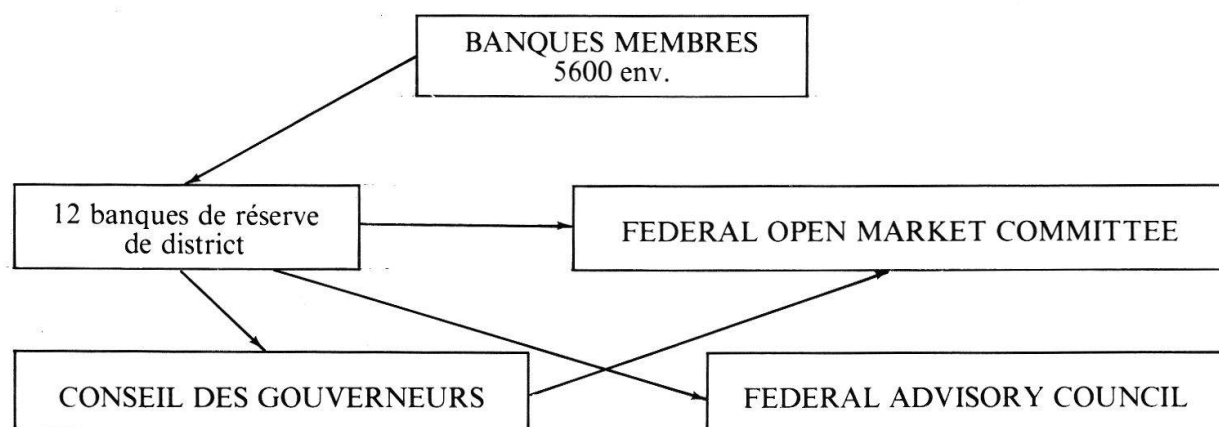 BANQUES MEMBRES
5600 env.
12 banques de réserve
de district
FEDERAL OPEN MARKET COMMITTEE
CONSEIL DES GOUVERNEURS
FEDERAL ADVISORY COUNCIL